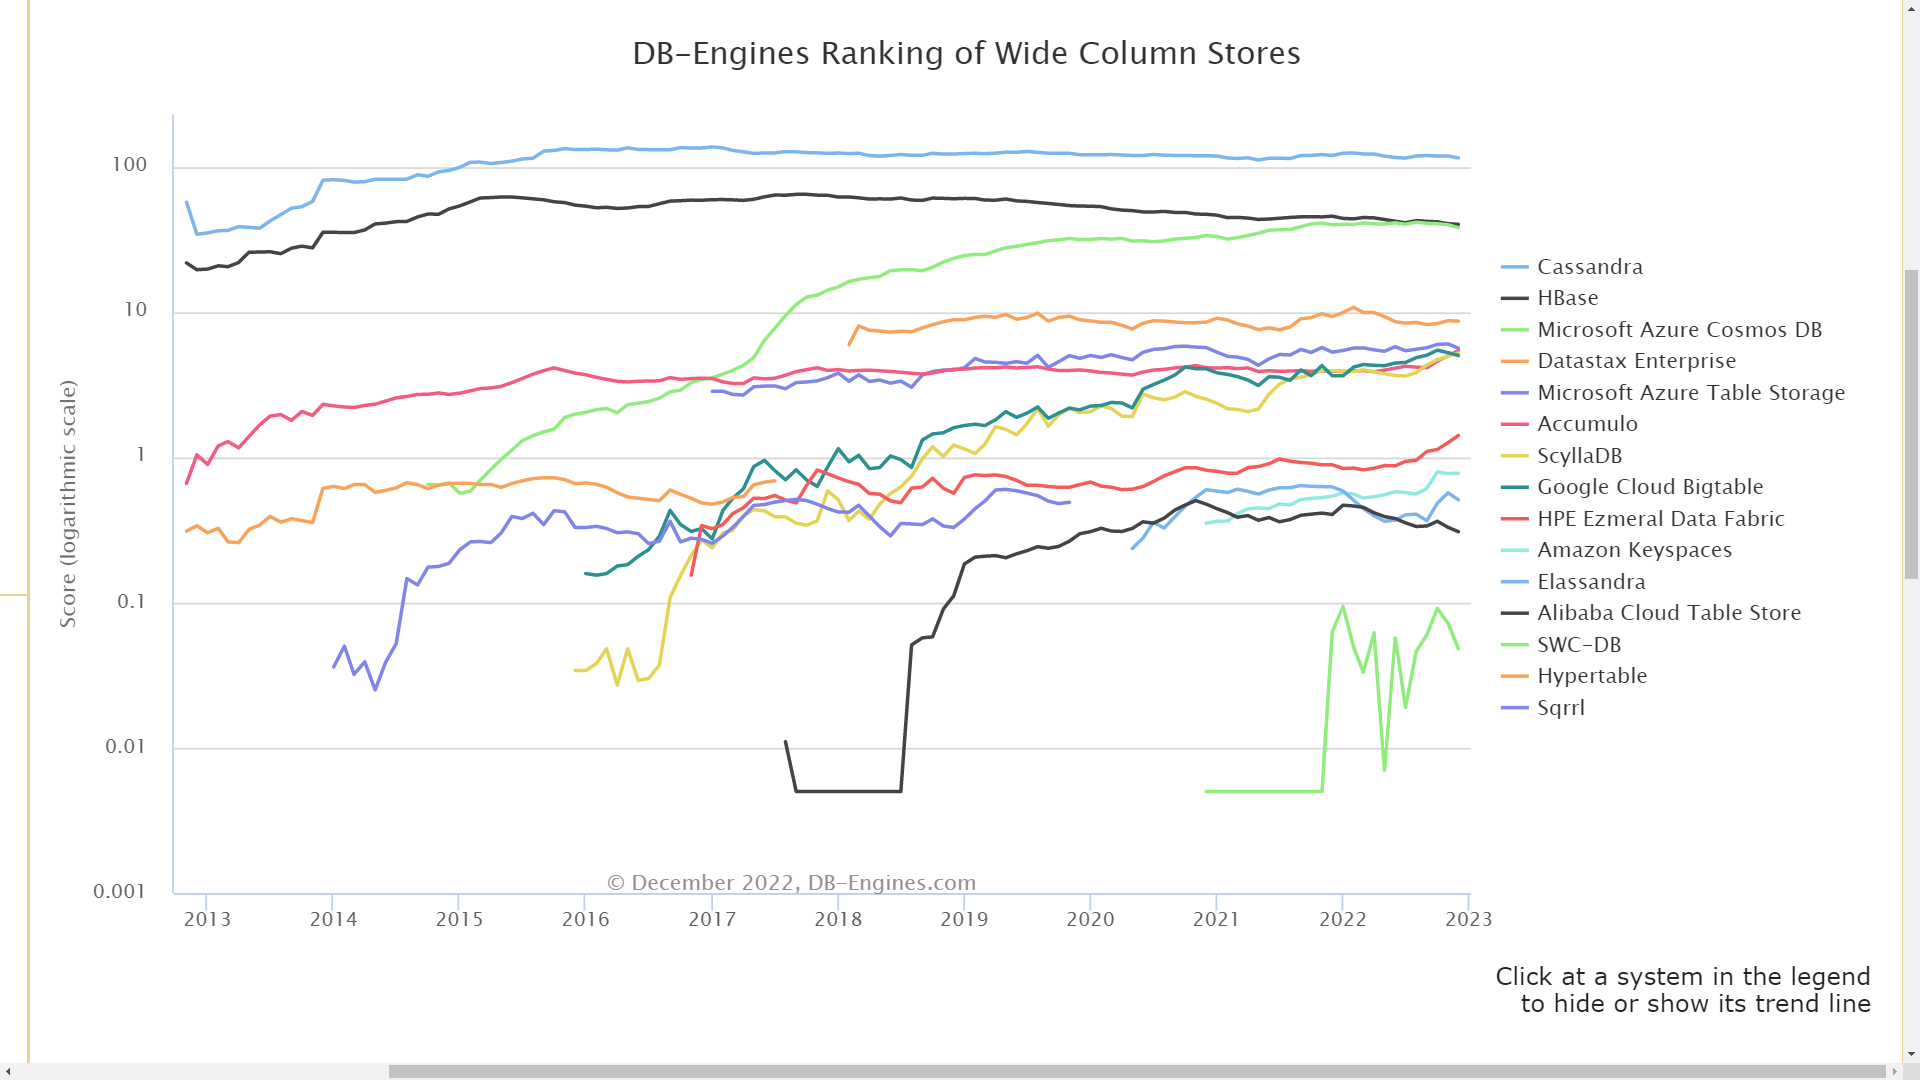 DB-Engines Ranking of Wide Column Stores
Score (logarithmic scale)
100
10
1
0.1
0.01
0.001
2013 2014 2015 2016 2017 2018 2019 2020 2021 2022 2023
© December 2022, DB-Engines.com
Cassandra
HBase
Microsoft Azure Cosmos DB
Datastax Enterprise
Microsoft Azure Table Storage
Accumulo
ScyllaDB
Google Cloud Bigtable
HPE Ezmeral Data Fabric
Amazon Keyspaces
Elassandra
Alibaba Cloud Table Store
SWC-DB
Hypertable
Sqrrl
Click at a system in the legend
to hide or show its trend line